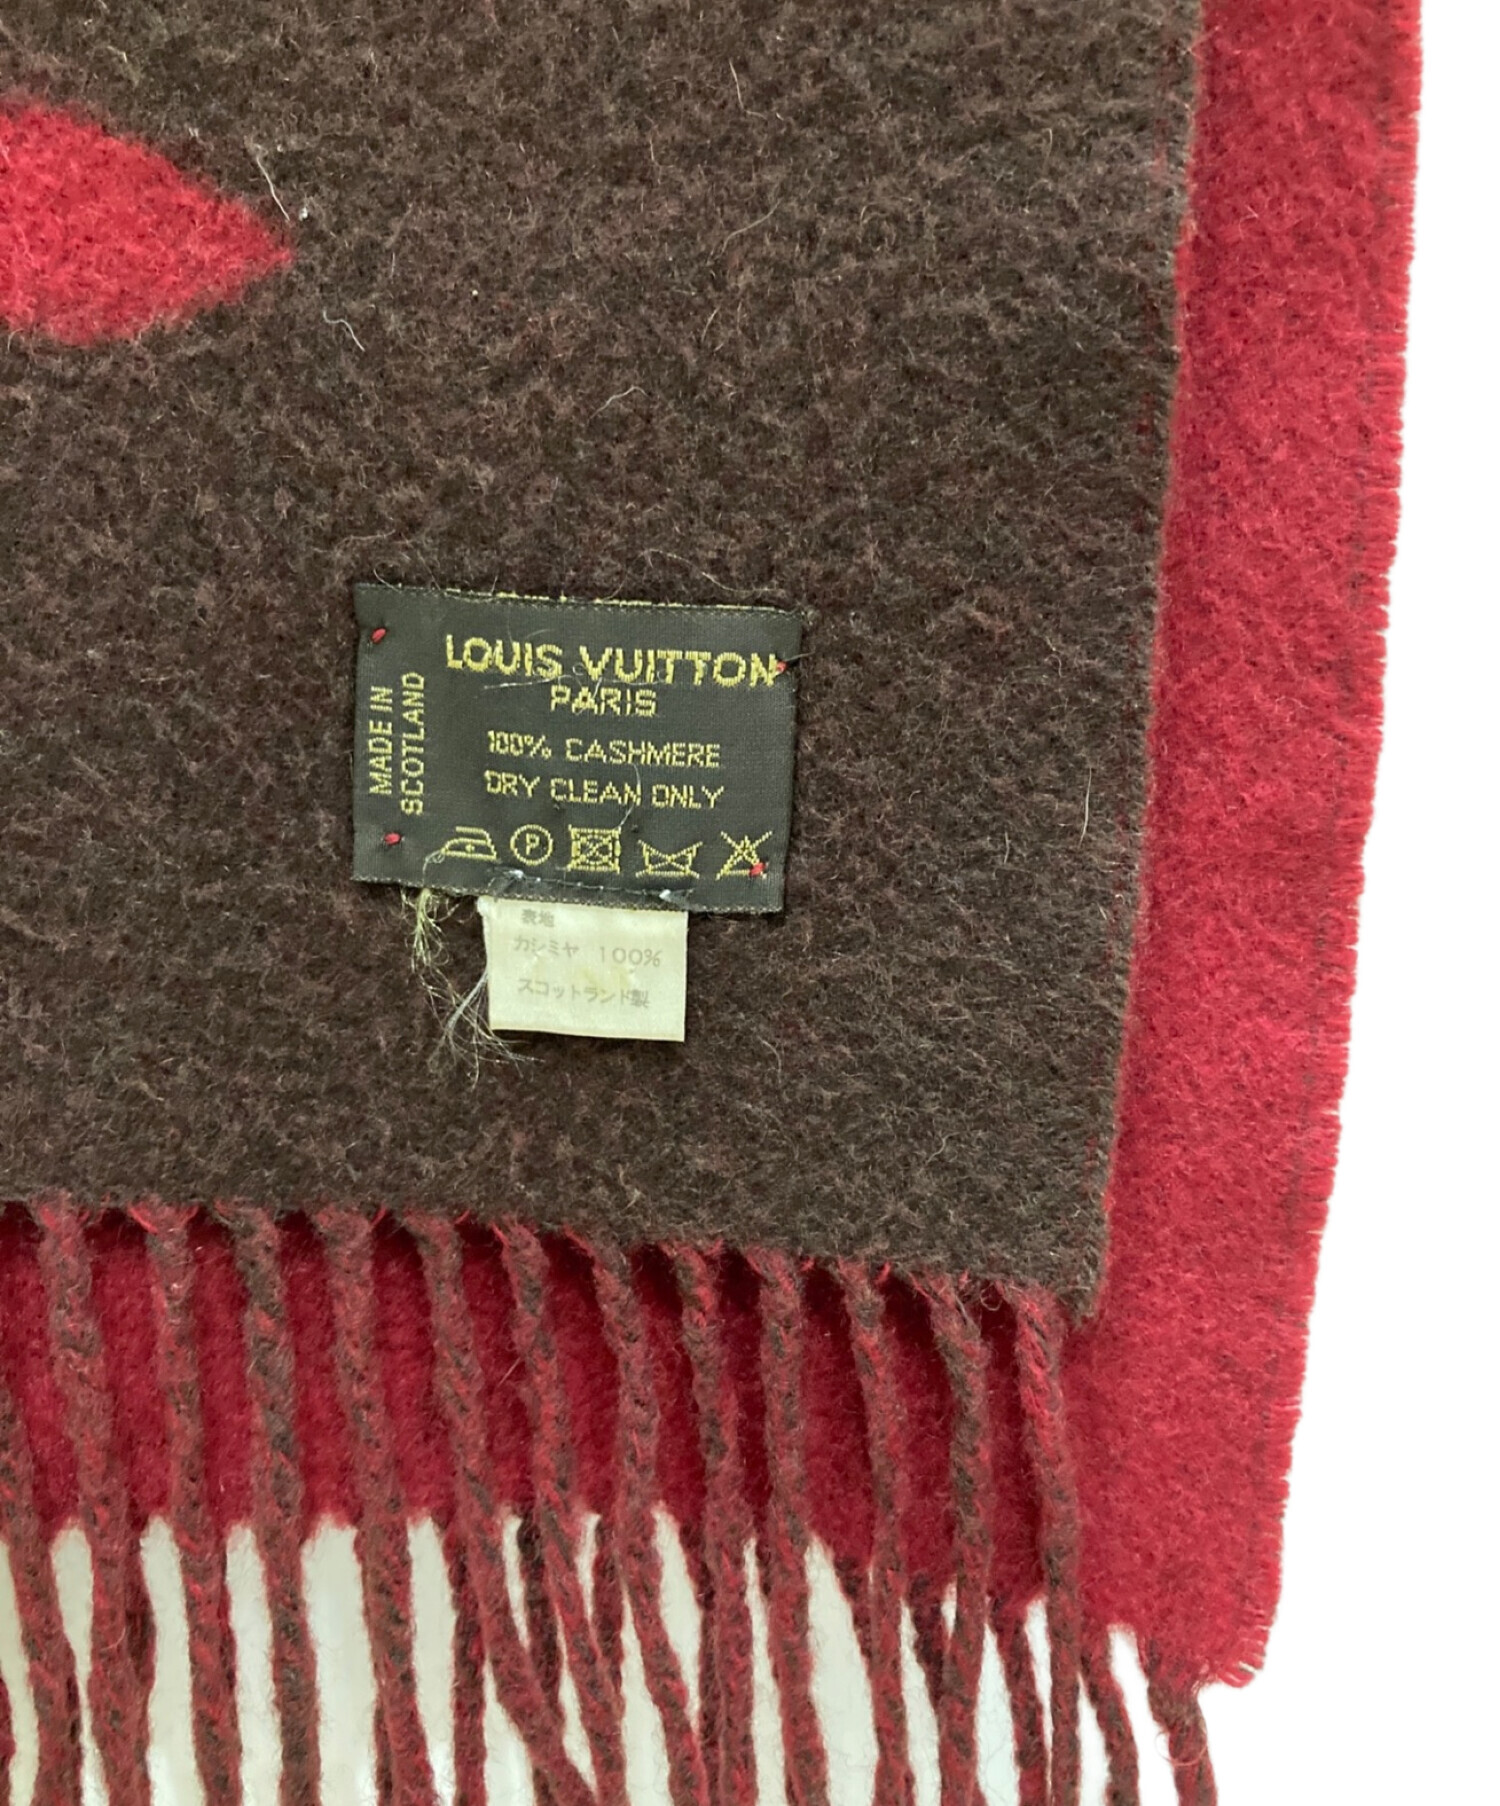 LOUIS VUITTON
PARIS
100% CASHMERE
DRY CLEAN ONLY
MADE IN
SCOTLAND
P
表地
カシミヤ 100%
スコットランド製